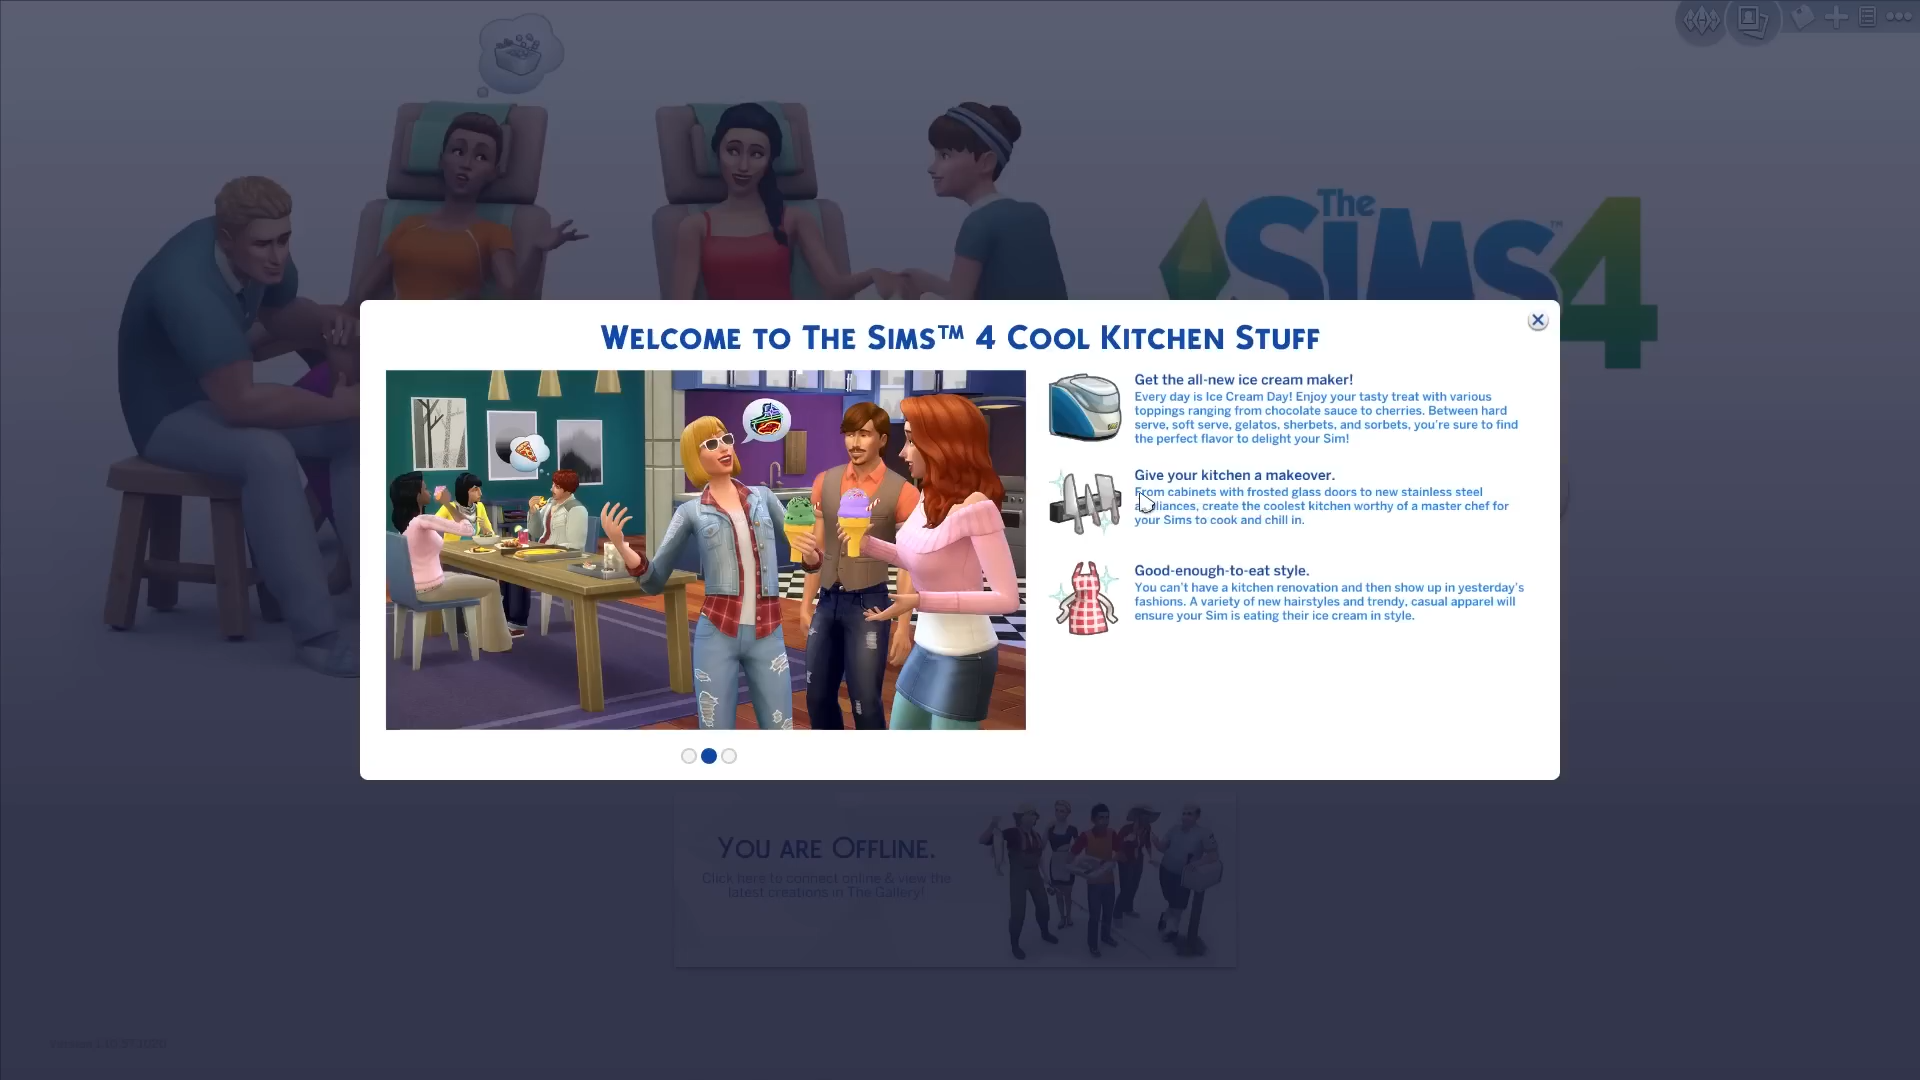 The
SiMS™ 4
WELCOME TO THE SIMS™ 4 COOL KITCHEN STUFF
Get the all-new ice cream maker!
Every day is Ice Cream Day! Enjoy your tasty treat with various
toppings ranging from chocolate sauce to cherries. Between hard
serve, soft serve, gelatos, sherbets, and sorbets, you're sure to find
the perfect flavor to delight your Sim!
Give your kitchen a makeover.
From cabinets with frosted glass doors to new stainless steel
appliances, create the coolest kitchen worthy of a master chef for
your Sims to cook and chill in.
Good-enough-to-eat style.
You can't have a kitchen renovation and then show up in yesterday's
fashions. A variety of new hairstyles and trendy, casual apparel will
ensure your Sim is eating their ice cream in style.
YOU ARE OFFLINE.
Click here to connect online & view the
latest creations in The Gallery!